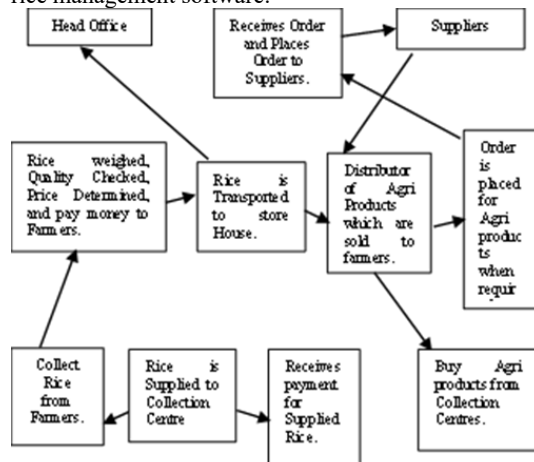 rice management software.
Head Office
Receives Order
and Places
Order to
Suppliers.
Suppliers
Rice weighed,
Quality Checked,
Price Determined,
and pay money to
Farmers.
Rice is
Transported
to store
House.
Distributor
of Agri
Products
which are
sold to
farmers.
Order
is
placed
for
Agri
produc
ts
when
requir
Collect
Rice
from
Farmers.
Rice is
Supplied to
Collection
Centre
Receives
payment
for
Supplied
Rice.
Buy Agri
products from
Collection
Centres.